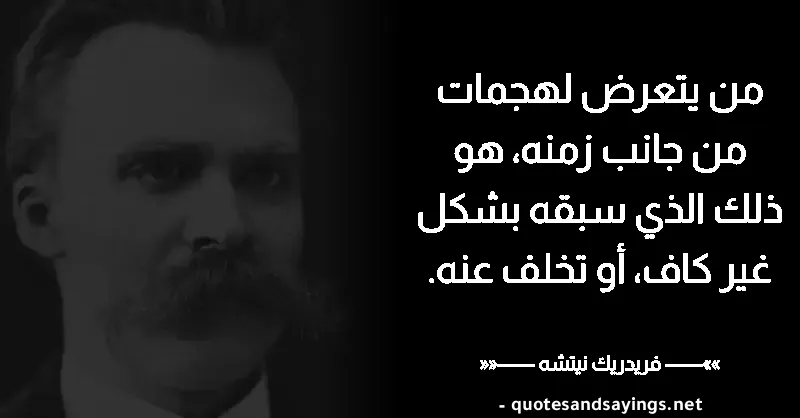 من يتعرض لهجمات
من جانب زمنه، هو
ذلك الذي سبقه بشكل
غير كاف، أو تخلف عنه.
«»—— فريدريك نيتشه ——«»
- quotesandsayings.net